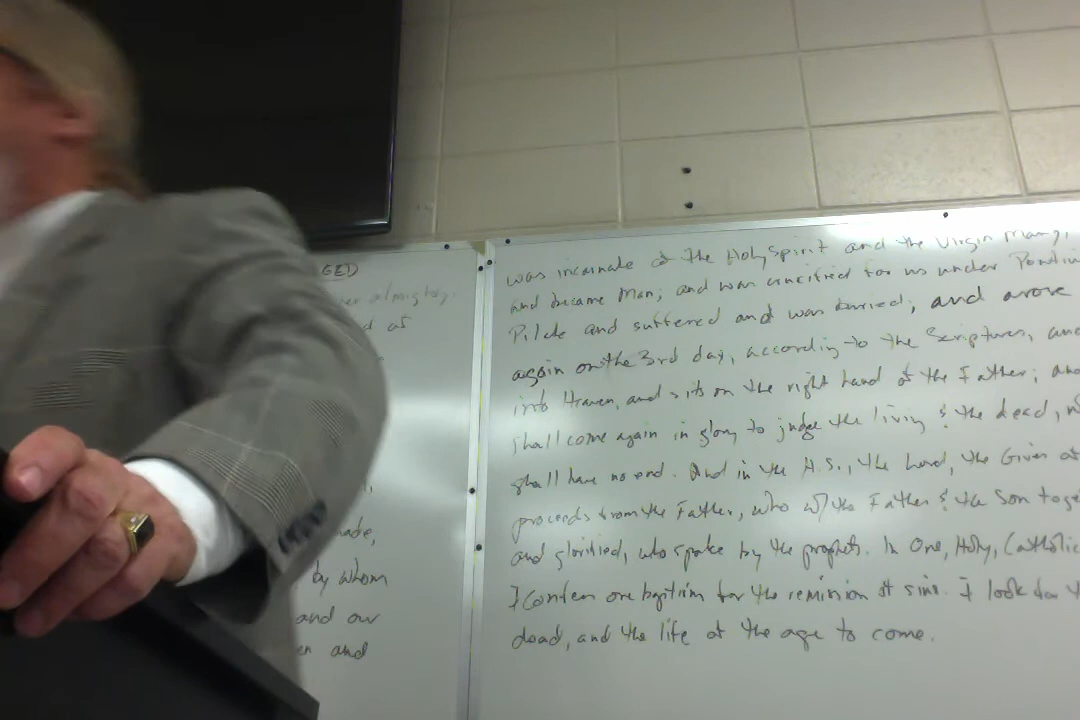 GED
almighty.
d at
made,
by whom
and our
en and
was incarnate of the Holy Spirit and the Virgin Mary,
and became Man; and was crucified for us under Pontiu
Pilate and suffered and was buried; and arose
again on the 3rd day, according to the Scriptures, and
into Heaven, and sits on the right hand of the Father; and
shall come again in glory to judge the living & the dead, w
shall have no end. And in the H.S., the Lord, the Giver of
proceeds from the Father, who w/ the Father & the Son toge
and glorified, who spake by the prophets. In One, Holy, Catholic
I confess one baptism for the remission of sins. I look for t
dead, and the life of the age to come.